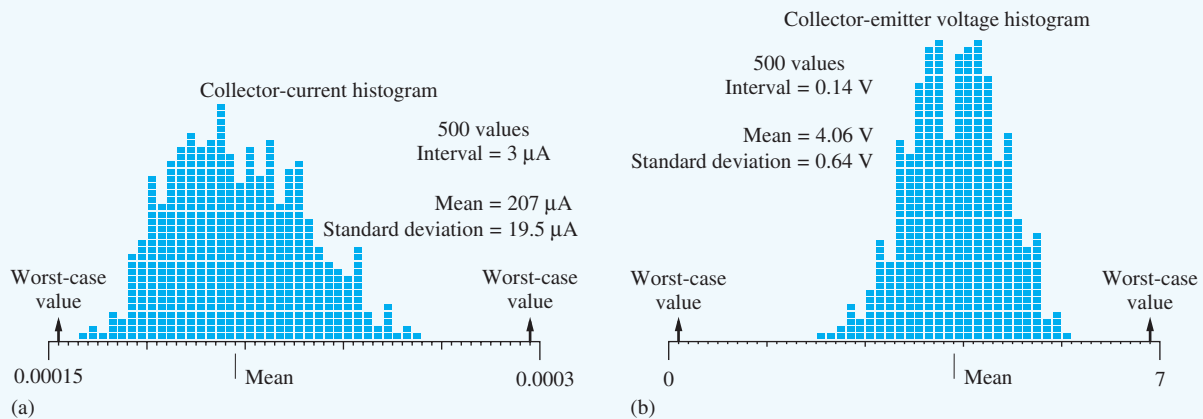 Collector-current histogram
500 values
Interval = 3 µA
Mean = 207 µA
Standard deviation = 19.5 µA
Worst-case
value
Worst-case
value
0.00015
Mean
0.0003
(a)
Collector-emitter voltage histogram
500 values
Interval = 0.14 V
Mean = 4.06 V
Standard deviation = 0.64 V
Worst-case
value
Worst-case
value
0
Mean
7
(b)